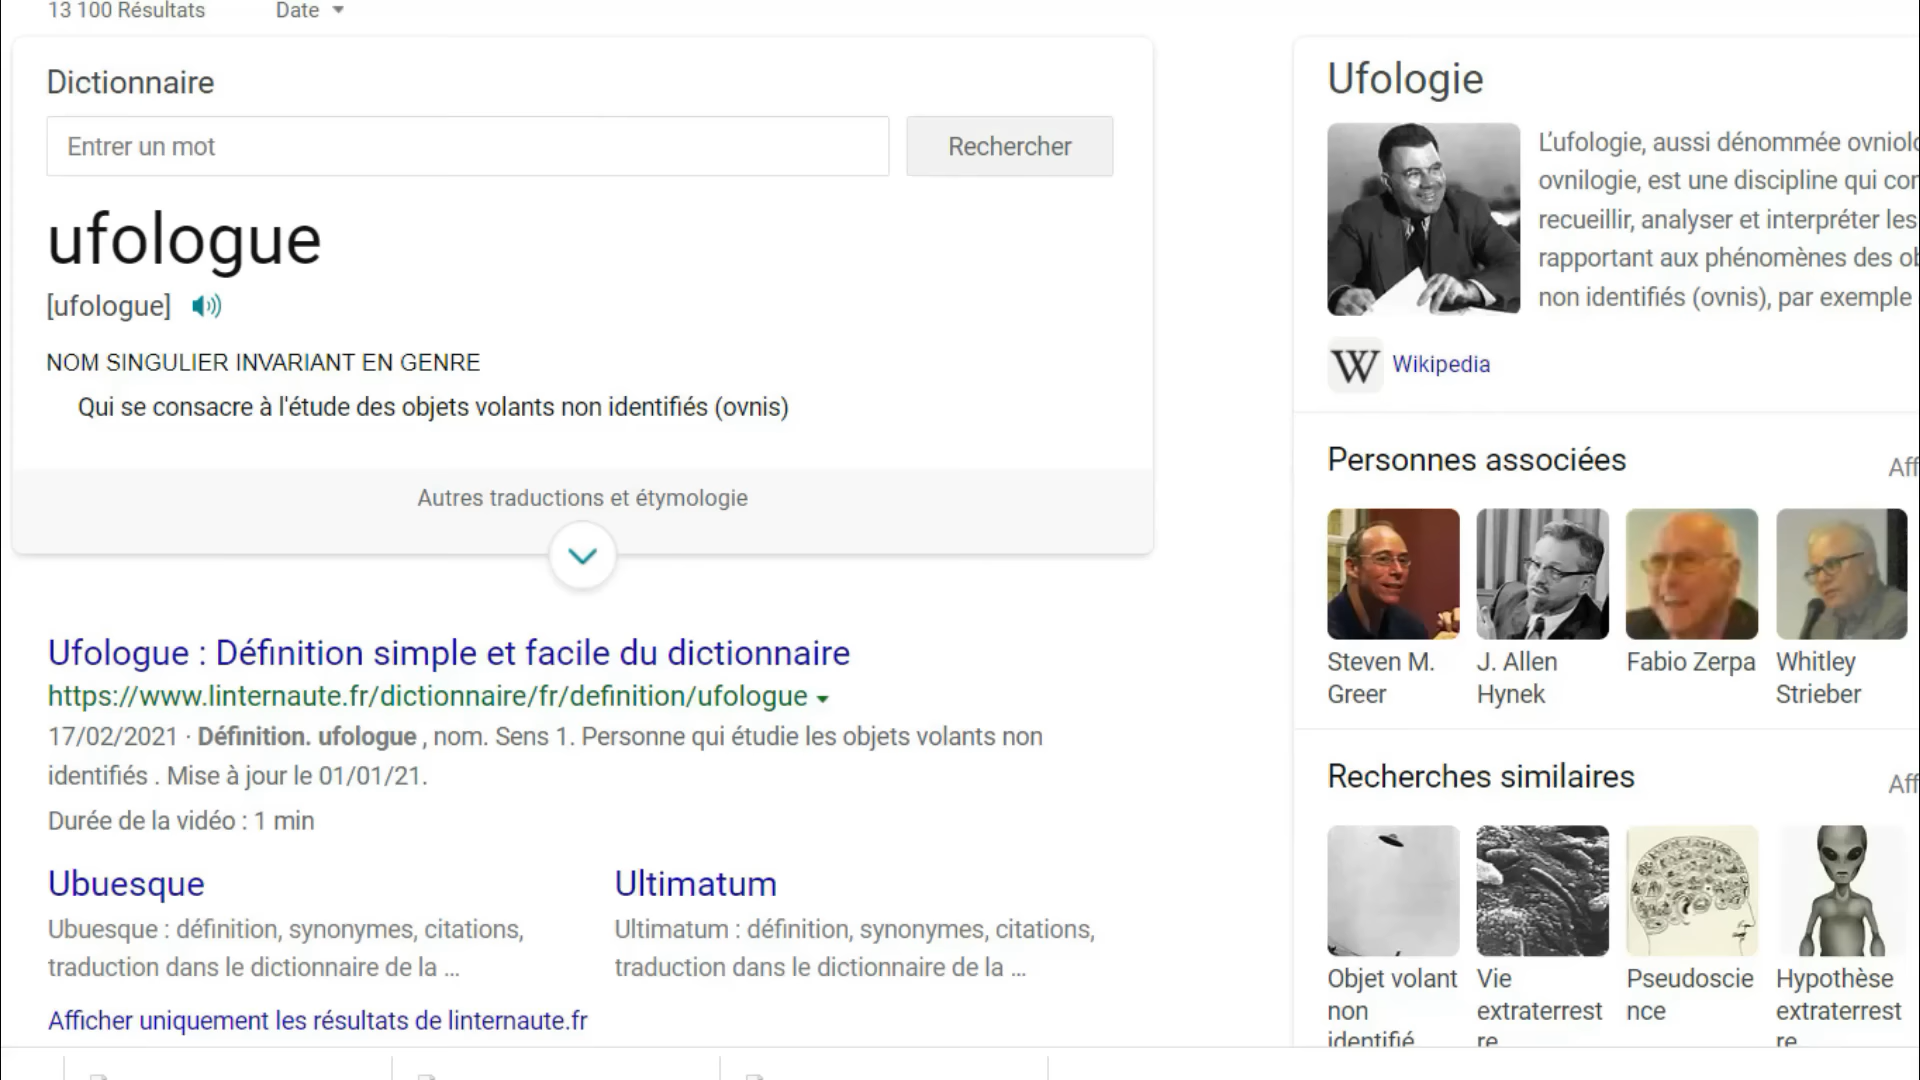 13 100 Résultats
Date
Dictionnaire
Entrer un mot
Rechercher
ufologue
[ufologue]
NOM SINGULIER INVARIANT EN GENRE
Qui se consacre à l'étude des objets volants non identifiés (ovnis)
Autres traductions et étymologie
Ufologue : Définition simple et facile du dictionnaire
https://www.linternaute.fr/dictionnaire/fr/definition/ufologue
17/02/2021 · Définition. ufologue , nom. Sens 1. Personne qui étudie les objets volants non
identifiés . Mise à jour le 01/01/21.
Durée de la vidéo : 1 min
Ubuesque
Ubuesque : définition, synonymes, citations,
traduction dans le dictionnaire de la ...
Ultimatum
Ultimatum : définition, synonymes, citations,
traduction dans le dictionnaire de la ...
Afficher uniquement les résultats de linternaute.fr
Ufologie
L'ufologie, aussi dénommée ovniolo
ovnilogie, est une discipline qui con
recueillir, analyser et interpréter les
rapportant aux phénomènes des ob
non identifiés (ovnis), par exemple
W Wikipedia
Personnes associées
Aff
Steven M.
Greer
J. Allen
Hynek
Fabio Zerpa
Whitley
Strieber
Recherches similaires
Aff
Objet volant
non
identifié
Vie
extraterrest
re
Pseudoscie
nce
Hypothèse
extraterrest
re